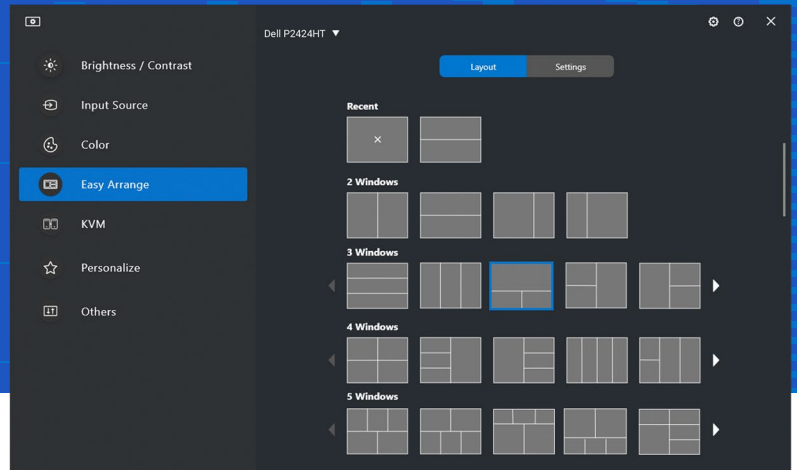 Dell P2424HT ▼
Brightness / Contrast
Input Source
Color
Easy Arrange
KVM
Personalize
Others
Layout
Settings
Recent
2 Windows
3 Windows
4 Windows
5 Windows